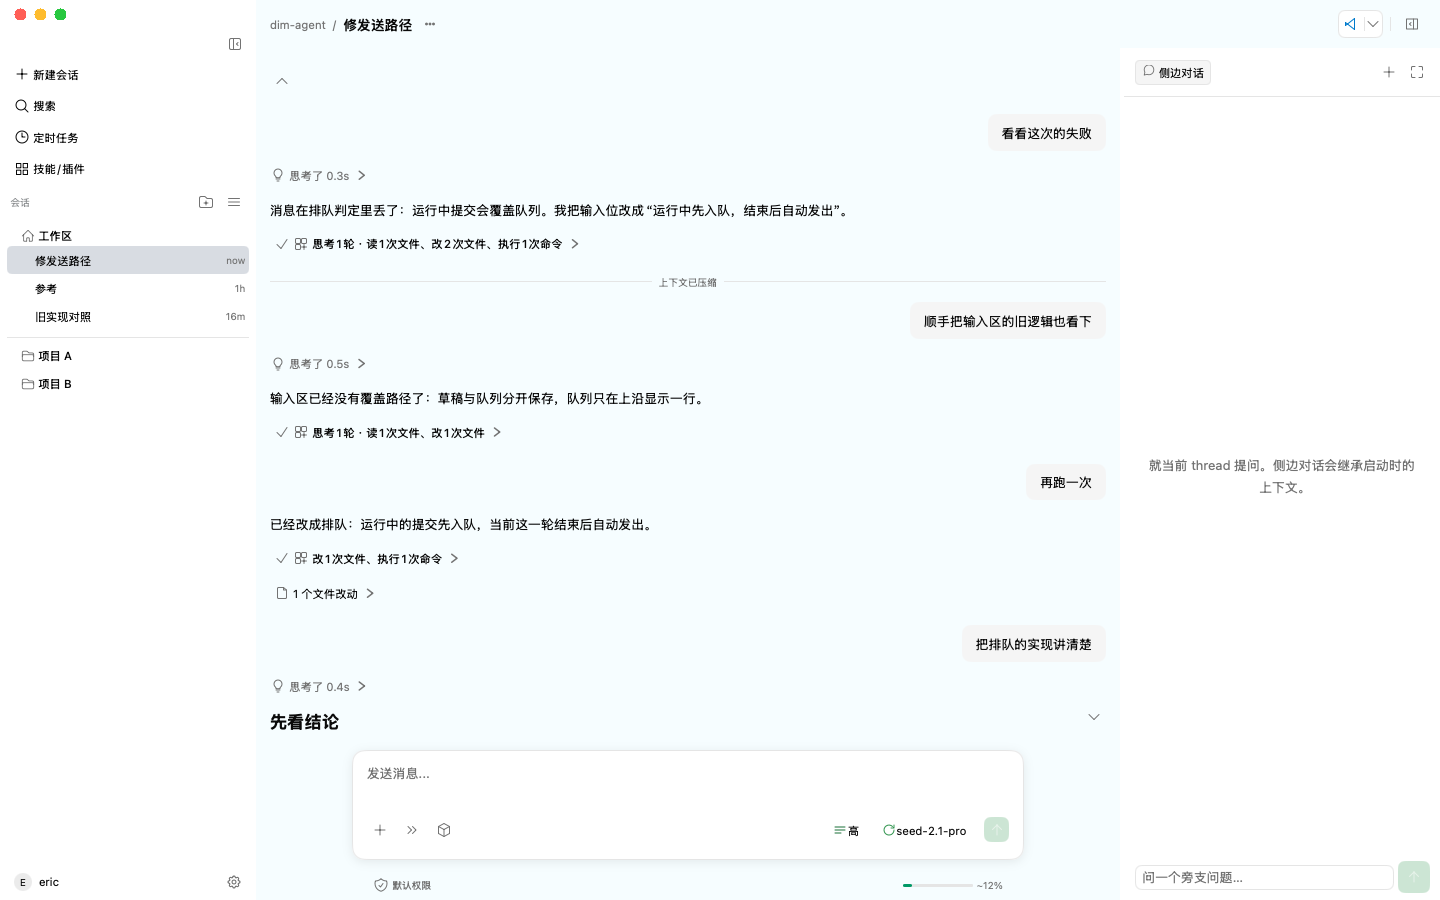 新建会话
搜索
定时任务
技能/插件
会话
工作区
修发送路径 now
参考 1h
旧实现对照 16m
项目 A
项目 B
E eric
dim-agent / 修发送路径 ···
看看这次的失败
思考了 0.3s
消息在排队判定里丢了：运行中提交会覆盖队列。我把输入位改成“运行中先入队，结束后自动发出”。
思考1轮 · 读1次文件、改2次文件、执行1次命令
上下文已压缩
顺手把输入区的旧逻辑也看下
思考了 0.5s
输入区已经没有覆盖路径了：草稿与队列分开保存，队列只在上沿显示一行。
思考1轮 · 读1次文件、改1次文件
再跑一次
已经改成排队：运行中的提交先入队，当前这一轮结束后自动发出。
改1次文件、执行1次命令
1 个文件改动
把排队的实现讲清楚
思考了 0.4s
先看结论
发送消息...
高 seed-2.1-pro
默认权限 ~12%
侧边对话
就当前 thread 提问。侧边对话会继承启动时的
上下文。
问一个旁支问题...